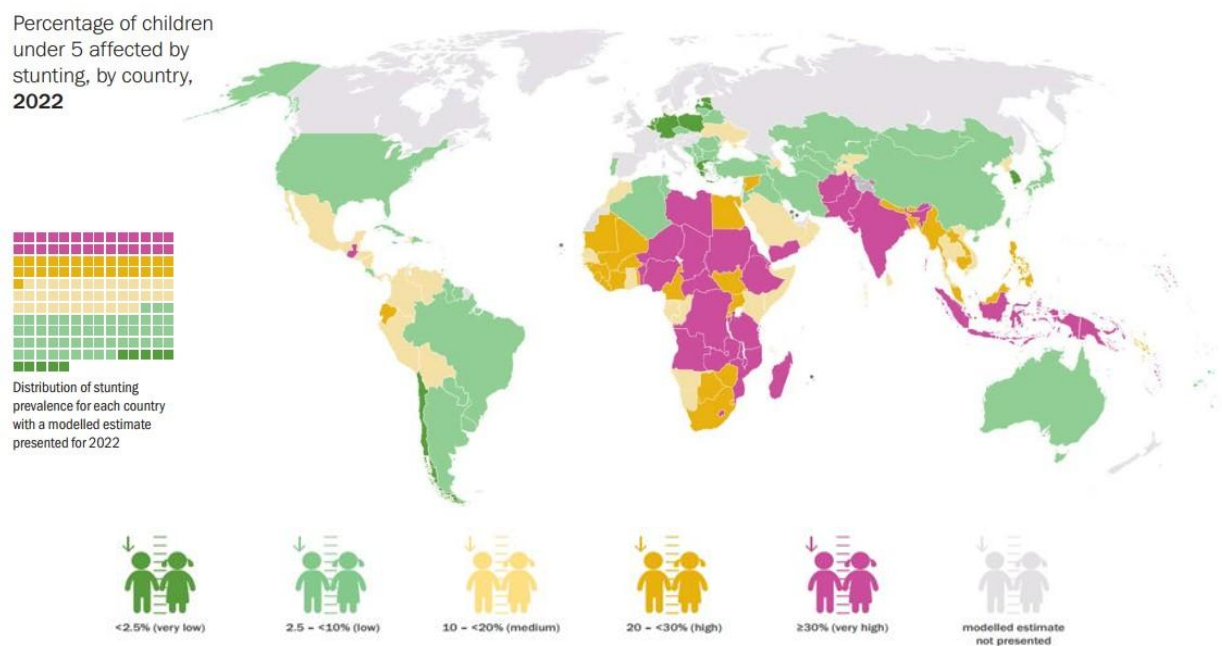 Percentage of children
under 5 affected by
stunting, by country,
2022
Distribution of stunting
prevalence for each country
with a modelled estimate
presented for 2022
<2.5% (very low)
2.5 – <10% (low)
10 – <20% (medium)
20 – <30% (high)
≥30% (very high)
modelled estimate
not presented